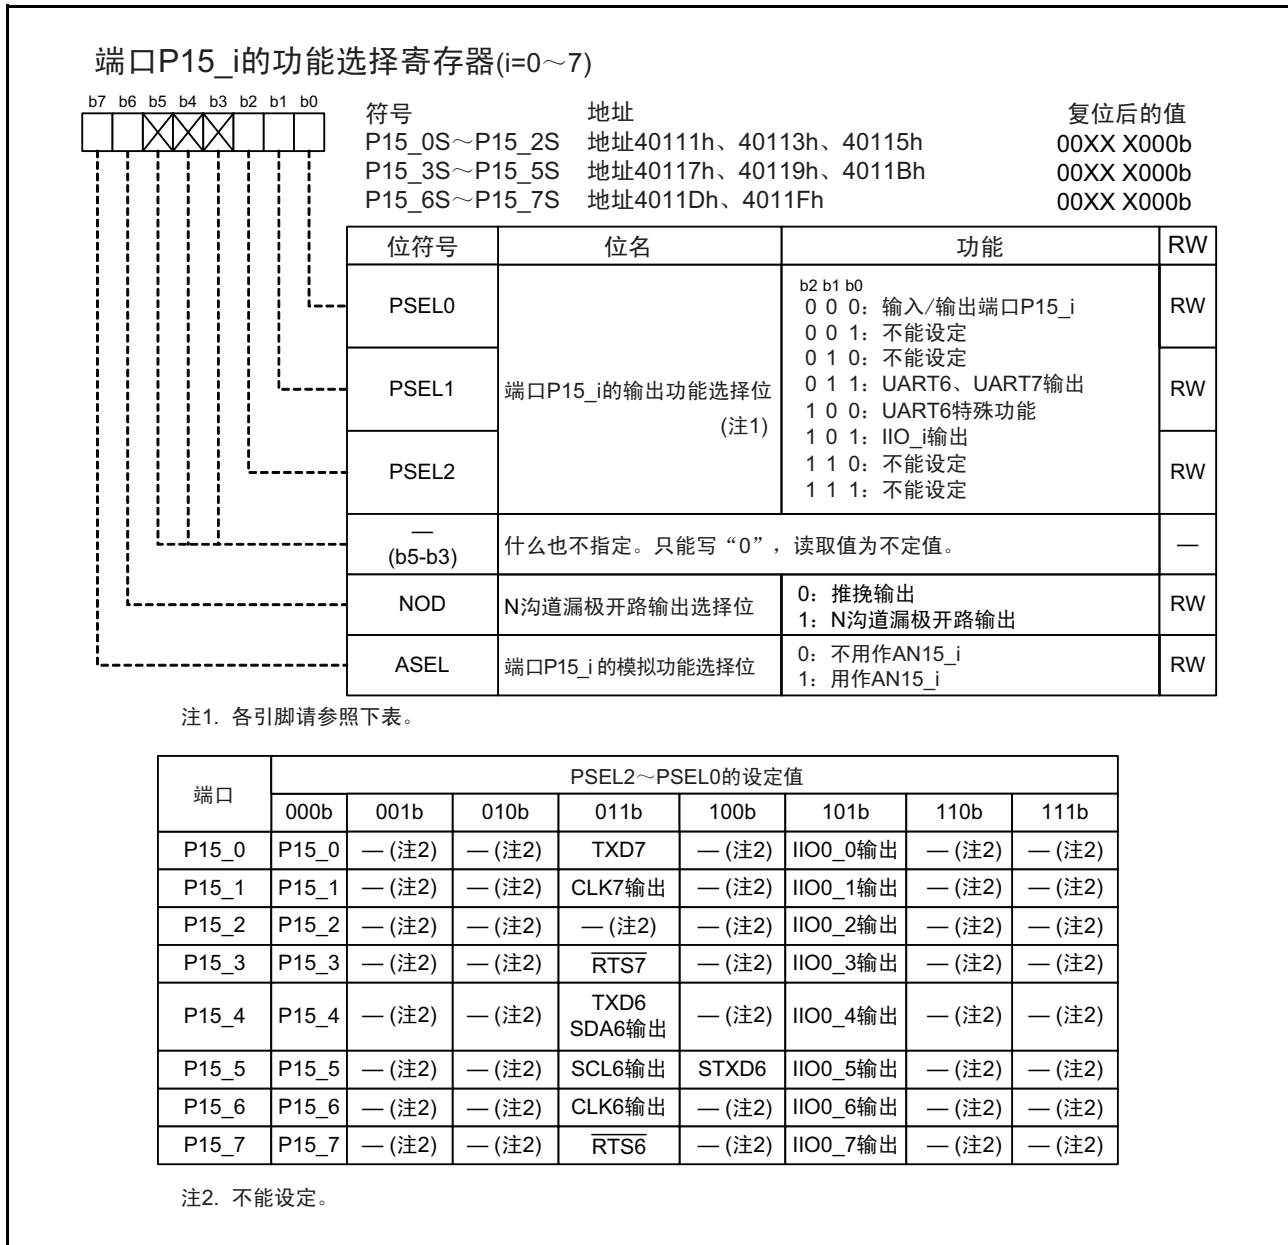 端口P15_i的功能选择寄存器(i=0～7)
b7 b6 b5 b4 b3 b2 b1 b0
符号 地址 复位后的值
P15_0S～P15_2S 地址40111h、40113h、40115h 00XX X000b
P15_3S～P15_5S 地址40117h、40119h、4011Bh 00XX X000b
P15_6S～P15_7S 地址4011Dh、4011Fh 00XX X000b
位符号 位名 功能 RW
PSEL0 RW
PSEL1 RW
PSEL2 RW
端口P15_i的输出功能选择位
(注1)
b2 b1 b0
0 0 0：输入/输出端口P15_i
0 0 1：不能设定
0 1 0：不能设定
0 1 1：UART6、UART7输出
1 0 0：UART6特殊功能
1 0 1：IIO_i输出
1 1 0：不能设定
1 1 1：不能设定
—
(b5-b3) 什么也不指定。只能写“0”，读取值为不定值。 —
NOD N沟道漏极开路输出选择位 RW
0：推挽输出
1：N沟道漏极开路输出
ASEL 端口P15_i 的模拟功能选择位 RW
0：不用作AN15_i
1：用作AN15_i
注1. 各引脚请参照下表。
端口 PSEL2～PSEL0的设定值
000b 001b 010b 011b 100b 101b 110b 111b
P15_0 P15_0 — (注2) — (注2) TXD7 — (注2) IIO0_0输出 — (注2) — (注2)
P15_1 P15_1 — (注2) — (注2) CLK7输出 — (注2) IIO0_1输出 — (注2) — (注2)
P15_2 P15_2 — (注2) — (注2) — (注2) — (注2) IIO0_2输出 — (注2) — (注2)
P15_3 P15_3 — (注2) — (注2) RTS7 — (注2) IIO0_3输出 — (注2) — (注2)
P15_4 P15_4 — (注2) — (注2) TXD6 SDA6输出 — (注2) IIO0_4输出 — (注2) — (注2)
P15_5 P15_5 — (注2) — (注2) SCL6输出 STXD6 IIO0_5输出 — (注2) — (注2)
P15_6 P15_6 — (注2) — (注2) CLK6输出 — (注2) IIO0_6输出 — (注2) — (注2)
P15_7 P15_7 — (注2) — (注2) RTS6 — (注2) IIO0_7输出 — (注2) — (注2)
注2. 不能设定。